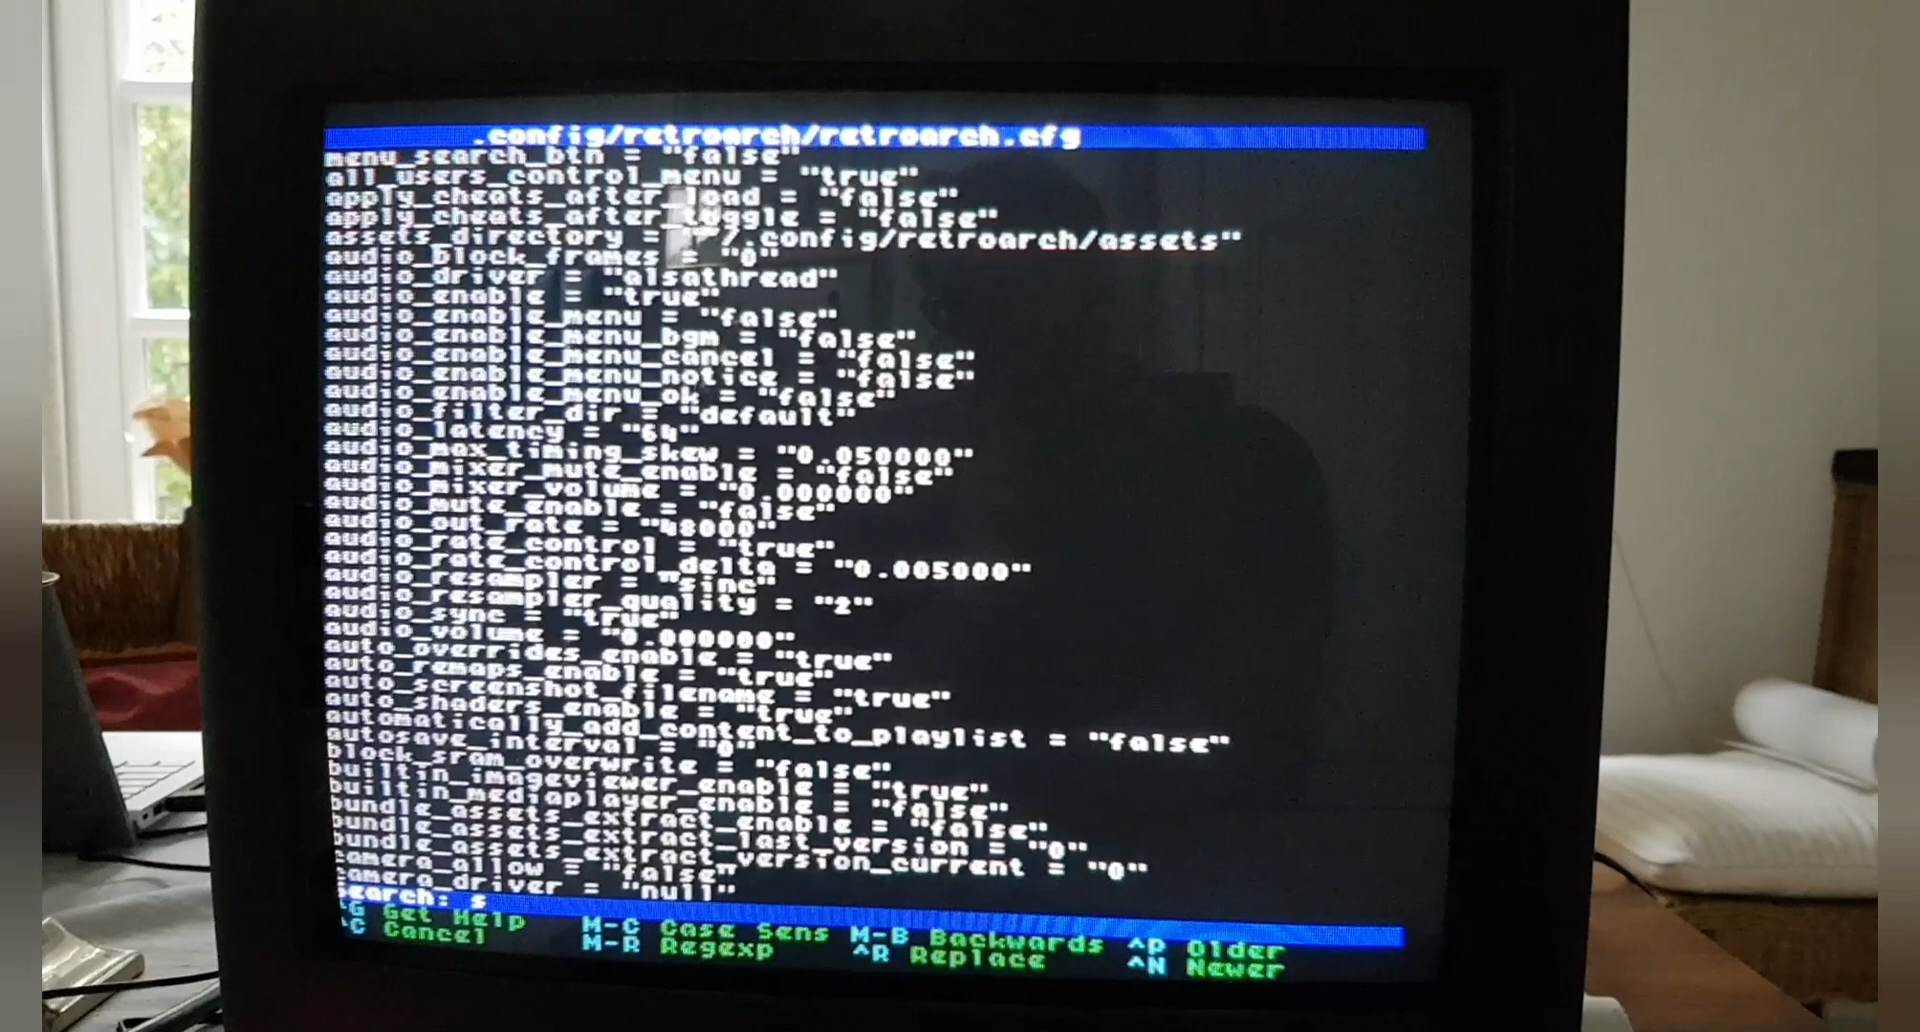 .config/retroarch/retroarch.cfg
menu_search_btn = "false"
all_users_control_menu = "true"
apply_cheats_after_load = "false"
apply_cheats_after_toggle = "false"
assets_directory = "~/.config/retroarch/assets"
audio_block_frames = "0"
audio_driver = "alsathread"
audio_enable = "true"
audio_enable_menu = "false"
audio_enable_menu_bgm = "false"
audio_enable_menu_cancel = "false"
audio_enable_menu_notice = "false"
audio_enable_menu_ok = "false"
audio_filter_dir = "default"
audio_latency = "64"
audio_max_timing_skew = "0.050000"
audio_mixer_mute_enable = "false"
audio_mixer_volume = "0.000000"
audio_mute_enable = "false"
audio_out_rate = "48000"
audio_rate_control = "true"
audio_rate_control_delta = "0.005000"
audio_resampler = "sinc"
audio_resampler_quality = "2"
audio_sync = "true"
audio_volume = "0.000000"
auto_overrides_enable = "true"
auto_remaps_enable = "true"
auto_screenshot_filename = "true"
auto_shaders_enable = "true"
automatically_add_content_to_playlist = "false"
autosave_interval = "0"
block_sram_overwrite = "false"
builtin_imageviewer_enable = "true"
builtin_mediaplayer_enable = "false"
bundle_assets_extract_enable = "false"
bundle_assets_extract_last_version = "0"
bundle_assets_extract_version_current = "0"
camera_allow = "false"
camera_driver = "null"
Search: s
^G Get Help M-C Case Sens M-B Backwards ^P Older
^C Cancel M-R Regexp ^R Replace ^N Newer